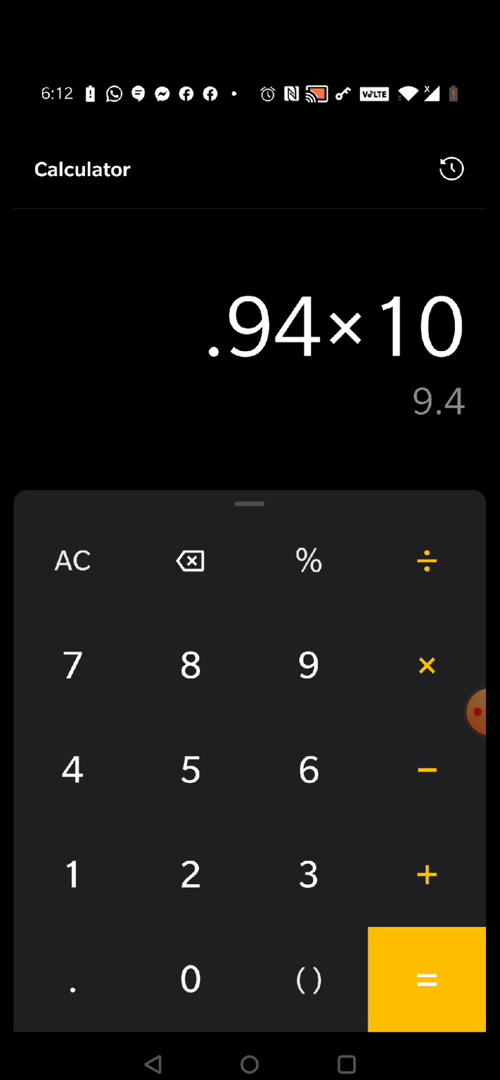 6:12 VoLTE X
Calculator
.94×10
9.4
AC % ÷
7 8 9 ×
4 5 6 −
1 2 3 +
. 0 () =